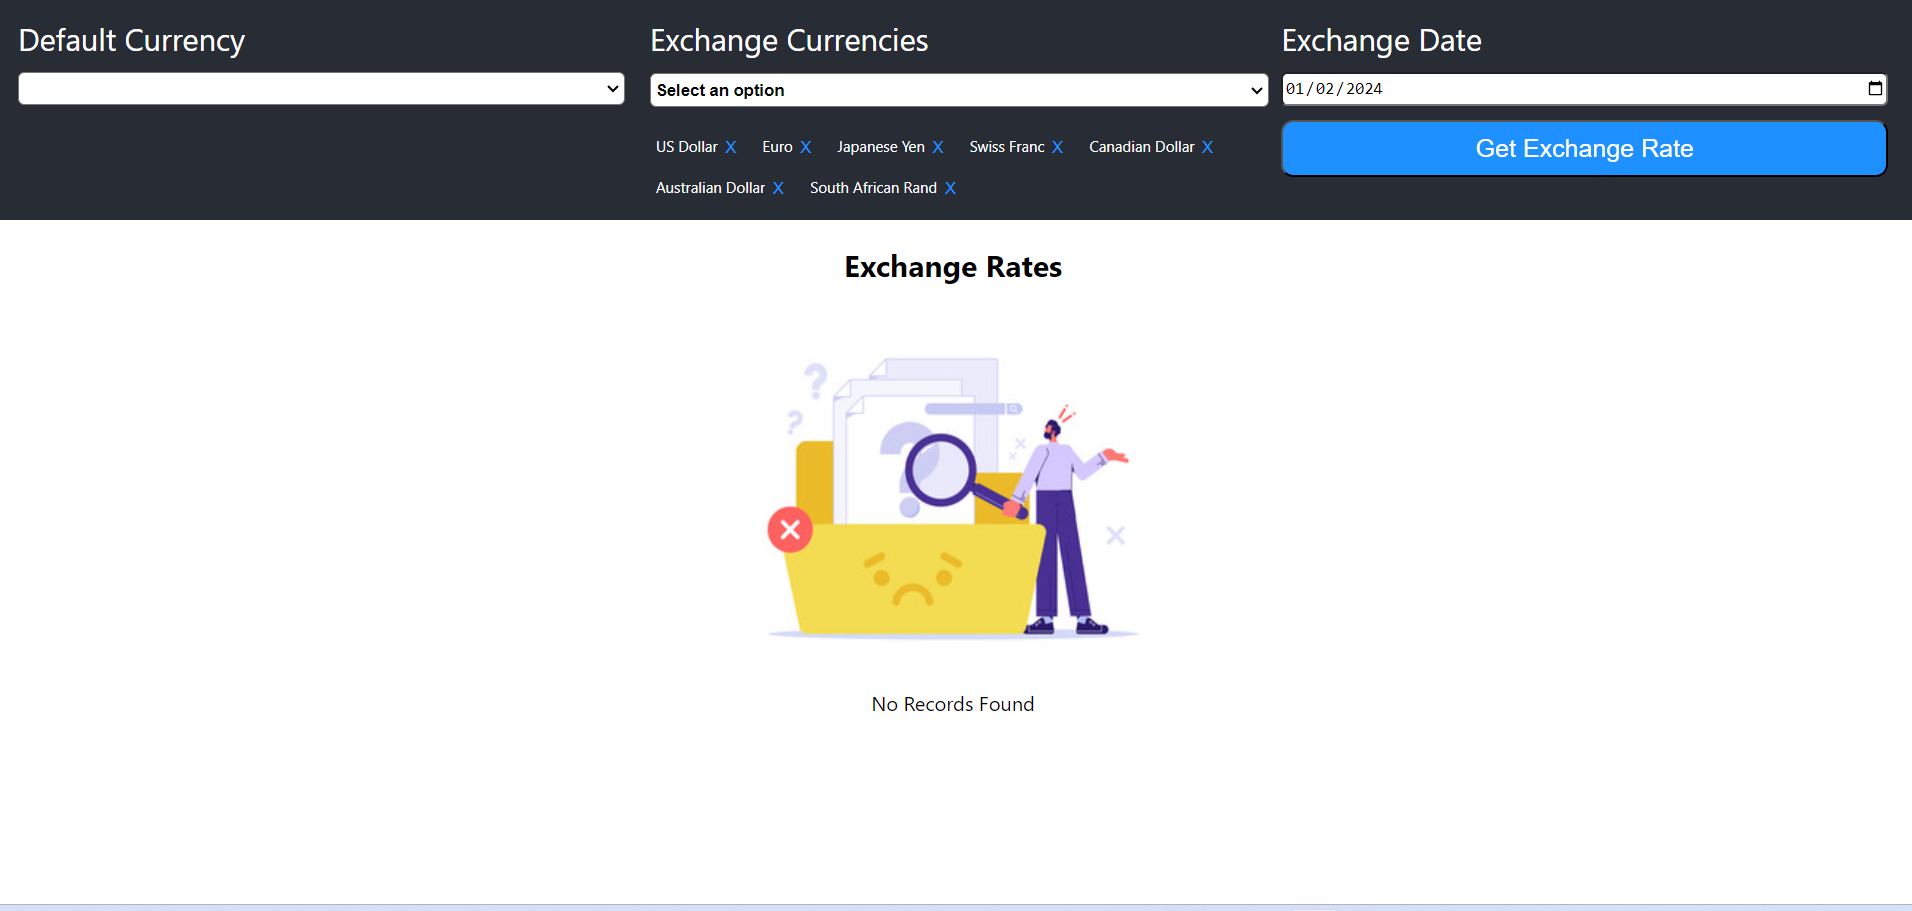 Default Currency
Exchange Currencies
Exchange Date
Select an option
01/02/2024
US Dollar X Euro X Japanese Yen X Swiss Franc X Canadian Dollar X
Get Exchange Rate
Australian Dollar X South African Rand X
Exchange Rates
?
?
?
No Records Found